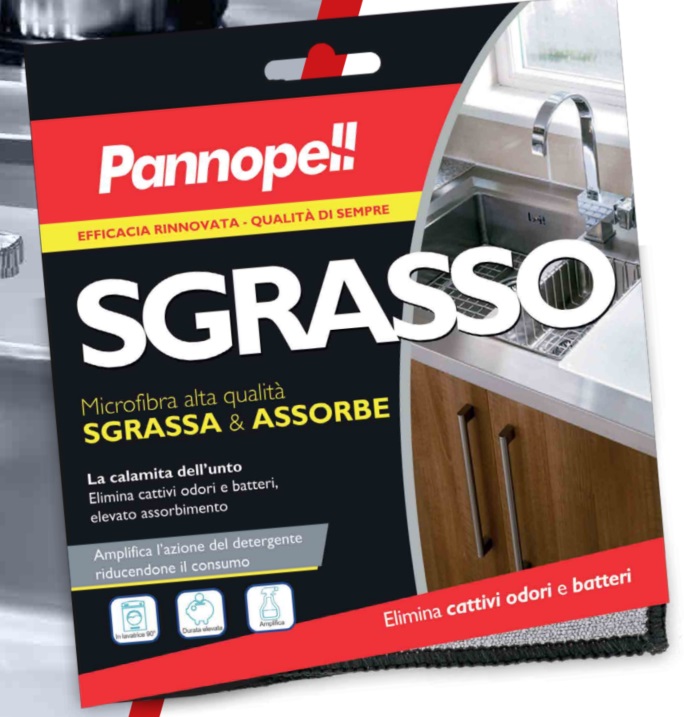 Pannopell
EFFICACIA RINNOVATA - QUALITÀ DI SEMPRE
SGRASSO
Microfibra alta qualità
SGRASSA & ASSORBE
La calamita dell'unto
Elimina cattivi odori e batteri,
elevato assorbimento
Amplifica l'azione del detergente
riducendone il consumo
In lavatrice 90°
Durata elevata
Amplifica
Elimina cattivi odori e batteri